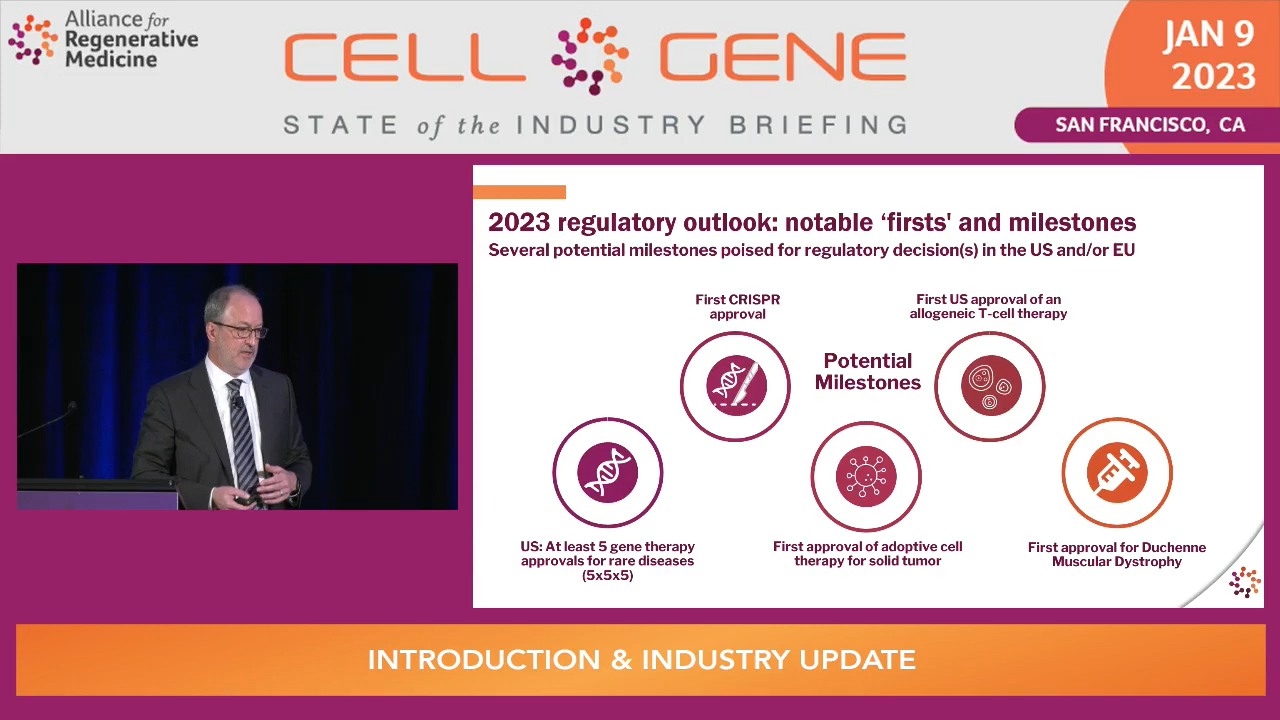 Alliance for
Regenerative
Medicine
CELL GENE
STATE of the INDUSTRY BRIEFING
JAN 9
2023
SAN FRANCISCO, CA
2023 regulatory outlook: notable ‘firsts' and milestones
Several potential milestones poised for regulatory decision(s) in the US and/or EU
First CRISPR
approval
First US approval of an
allogeneic T-cell therapy
Potential
Milestones
US: At least 5 gene therapy
approvals for rare diseases
(5x5x5)
First approval of adoptive cell
therapy for solid tumor
First approval for Duchenne
Muscular Dystrophy
INTRODUCTION & INDUSTRY UPDATE